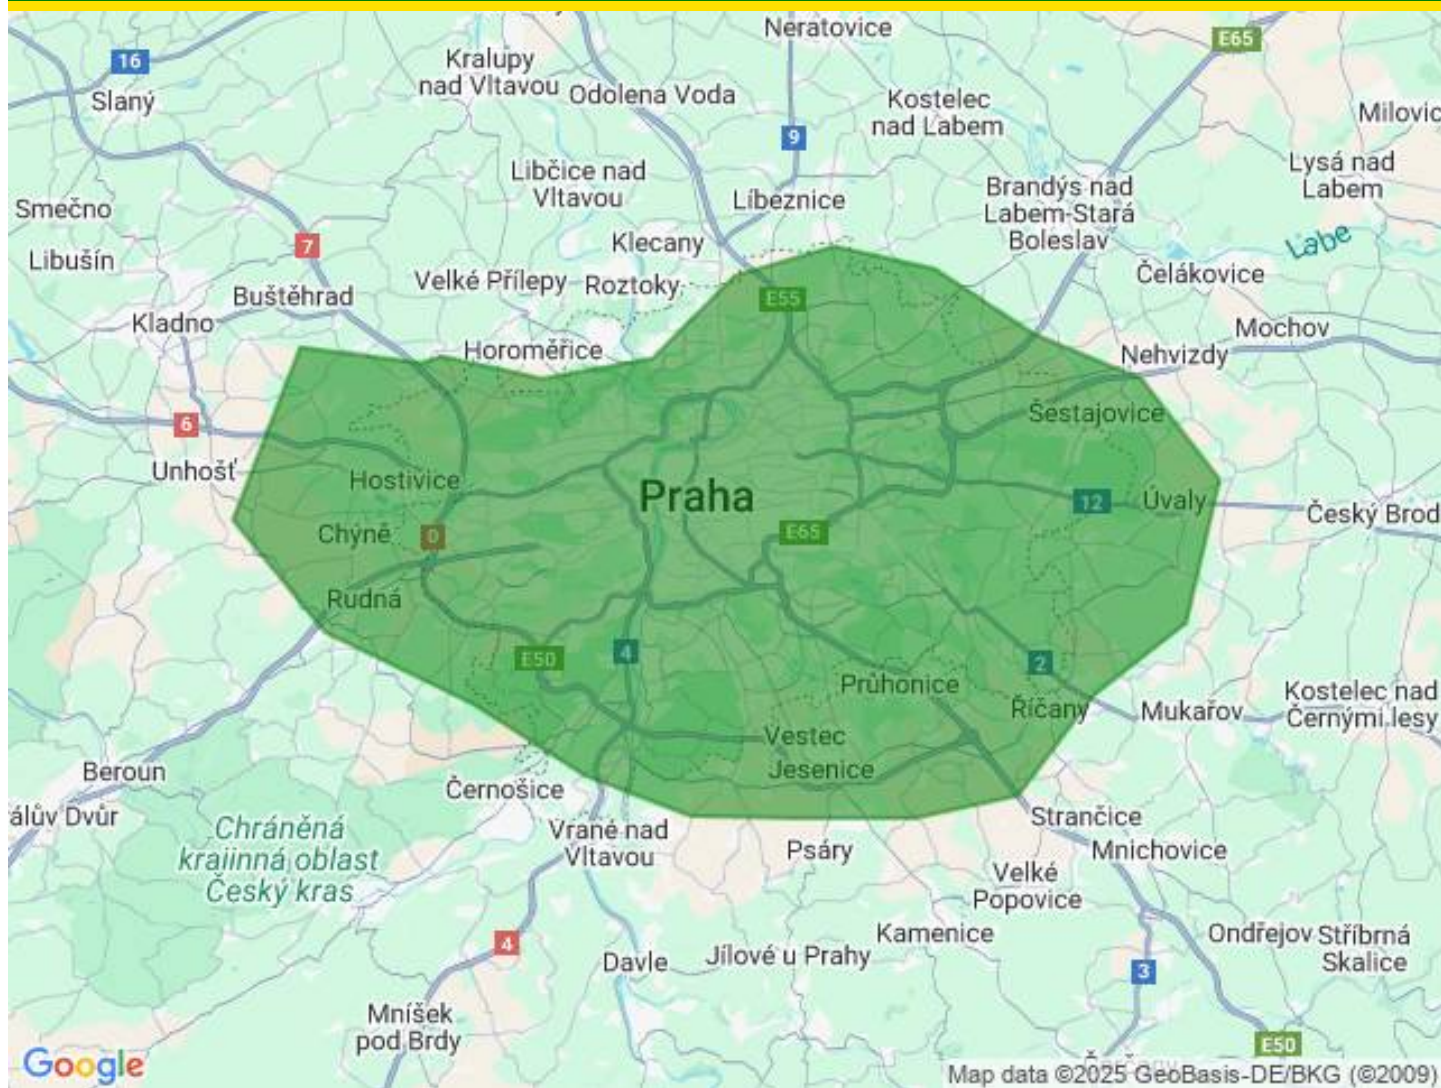 Neratovice
E65
16
Kralupy
nad Vltavou
Odolena Voda
Slaný
Kostelec
nad Labem
Milovic
9
Libčice nad
Vltavou
Lysá nad
Labem
Brandýs nad
Labem-Stará
Boleslav
Smečno
Líbeznice
7
Klecany
Labe
Libušín
Velké Přílepy
Roztoky
Čelákovice
Buštěhrad
E55
Kladno
Mochov
Horoměřice
Nehvizdy
6
Šestajovice
Unhošť
Hostivice
Praha
12
Úvaly
Český Brod
Chýně
0
E65
Rudná
4
E50
2
Průhonice
Kostelec nad
Černými lesy
Říčany
Mukařov
Vestec
Jesenice
Beroun
Černošice
álův Dvůr
Chráněná
krajinná oblast
Český kras
Vrané nad
Vltavou
Strančice
Psáry
Mnichovice
Velké
Popovice
4
Kamenice
Ondřejov
Stříbrná
Skalice
Davle
Jílové u Prahy
3
Mníšek
pod Brdy
E50
Google
Map data ©2025 GeoBasis-DE/BKG (©2009)